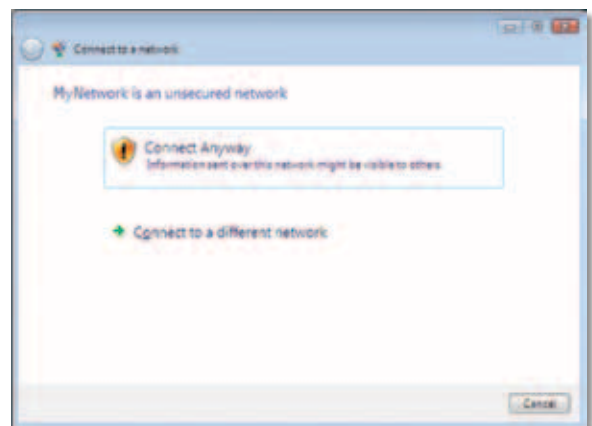 Connect to a network
MyNetwork is an unsecured network
Connect Anyway
Information sent over this network might be visible to others
Connect to a different network
Cancel